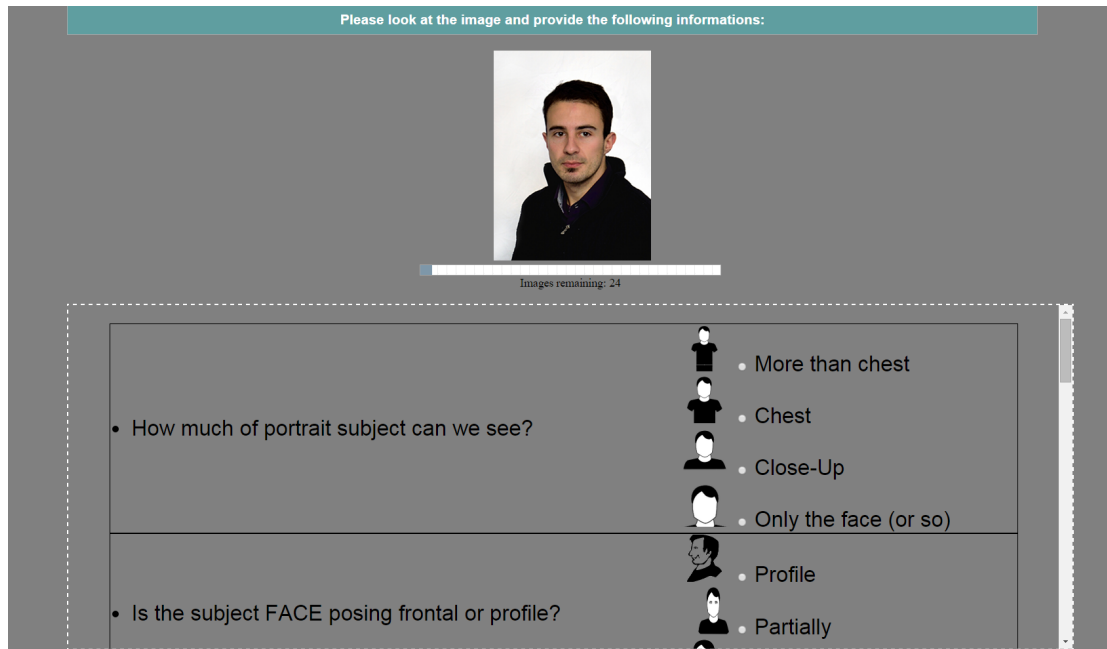 Please look at the image and provide the following informations:
Images remaining: 24
How much of portrait subject can we see?
More than chest
Chest
Close-Up
Only the face (or so)
Is the subject FACE posing frontal or profile?
Profile
Partially